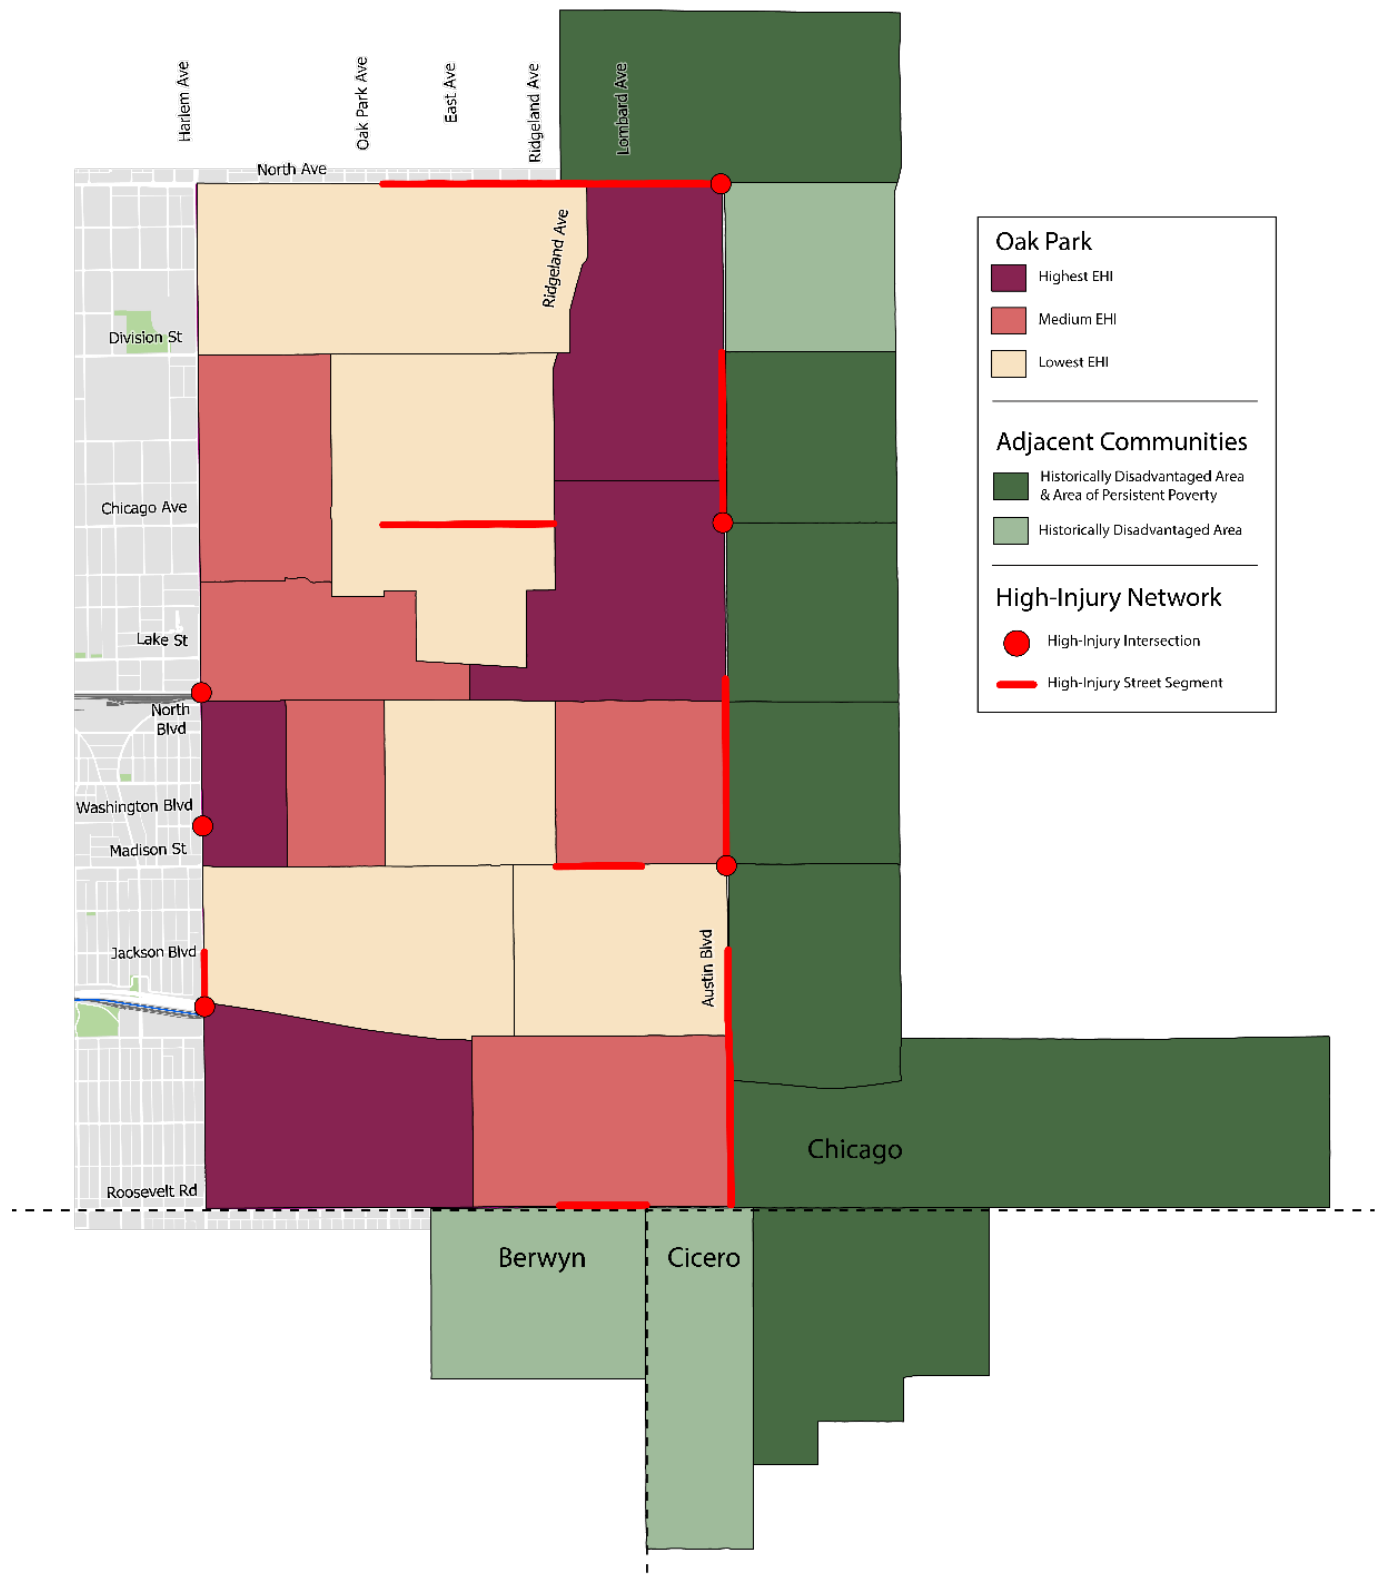 Harlem Ave
Oak Park Ave
East Ave
Ridgeland Ave
Lombard Ave
North Ave
Ridgeland Ave
Division St
Chicago Ave
Lake St
North
Blvd
Washington Blvd
Madison St
Jackson Blvd
Austin Blvd
Roosevelt Rd
Chicago
Berwyn
Cicero
Oak Park
Highest EHI
Medium EHI
Lowest EHI
Adjacent Communities
Historically Disadvantaged Area
& Area of Persistent Poverty
Historically Disadvantaged Area
High-Injury Network
High-Injury Intersection
High-Injury Street Segment